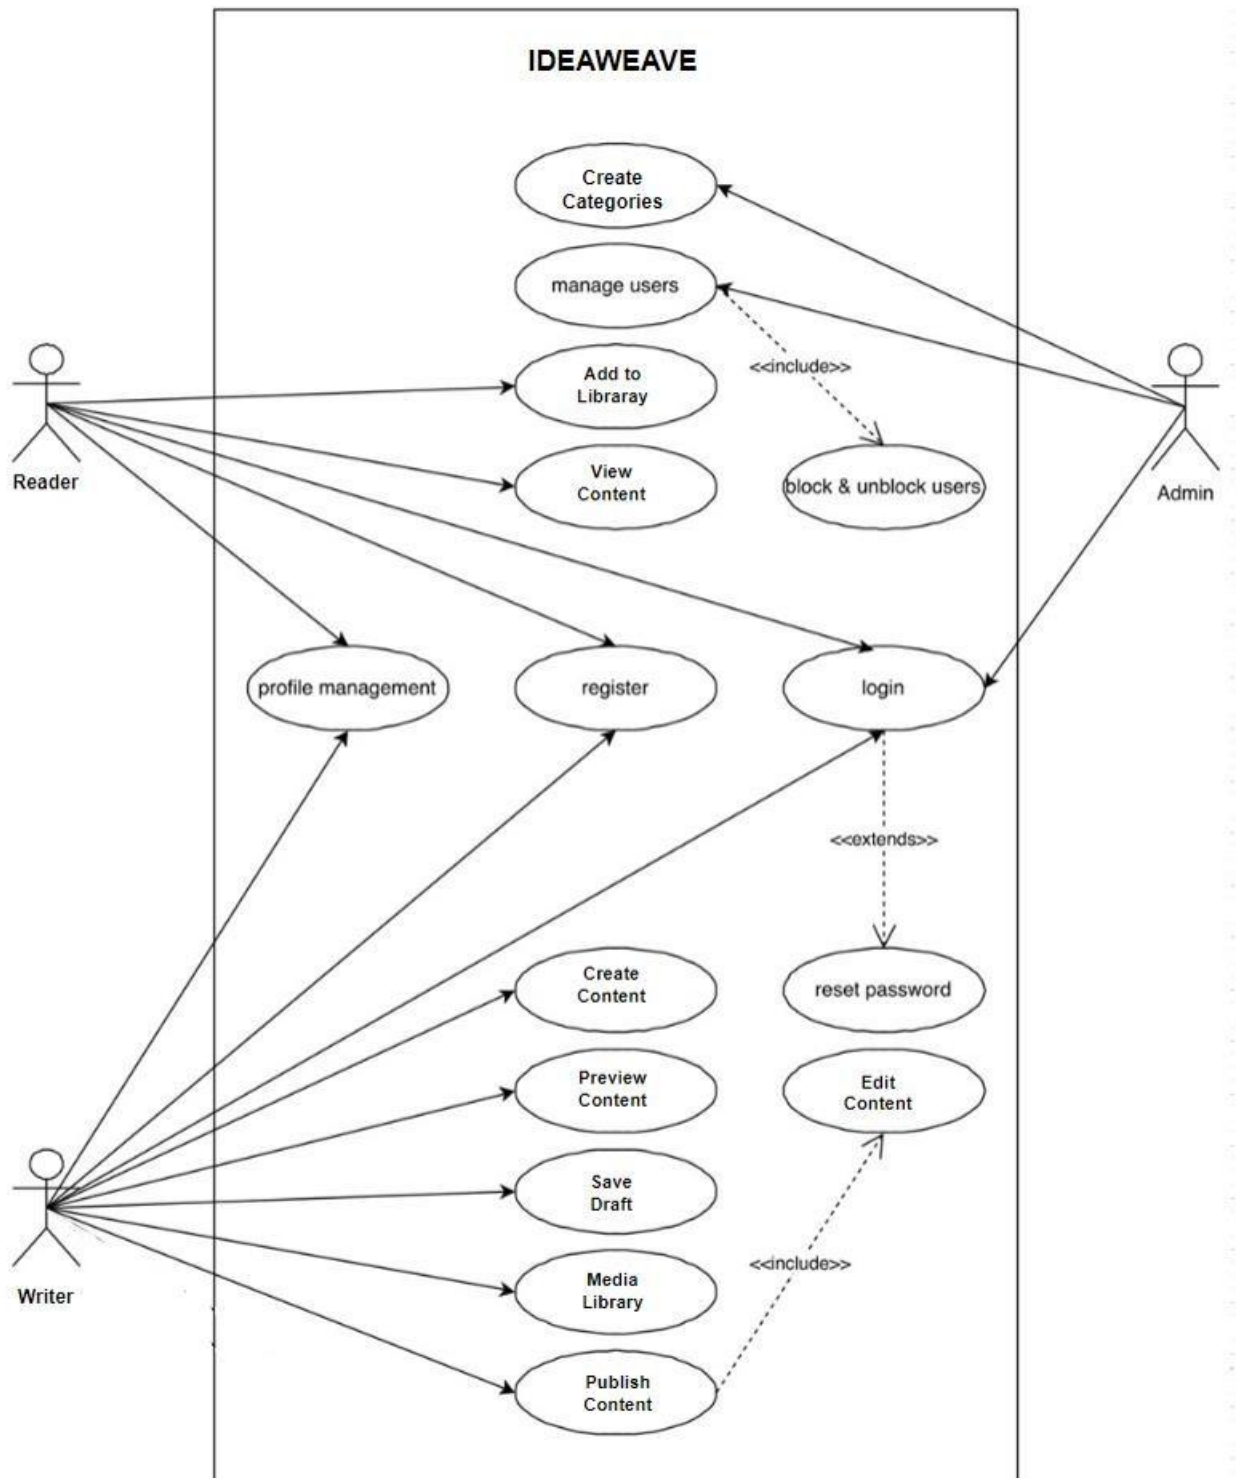 IDEAWEAVE
Create
Categories
manage users
<<include>>
Add to
Libraray
View
Content
block & unblock users
Reader
Admin
profile management
register
login
<<extends>>
Create
Content
reset password
Preview
Content
Edit
Content
Save
Draft
<<include>>
Media
Library
Writer
Publish
Content